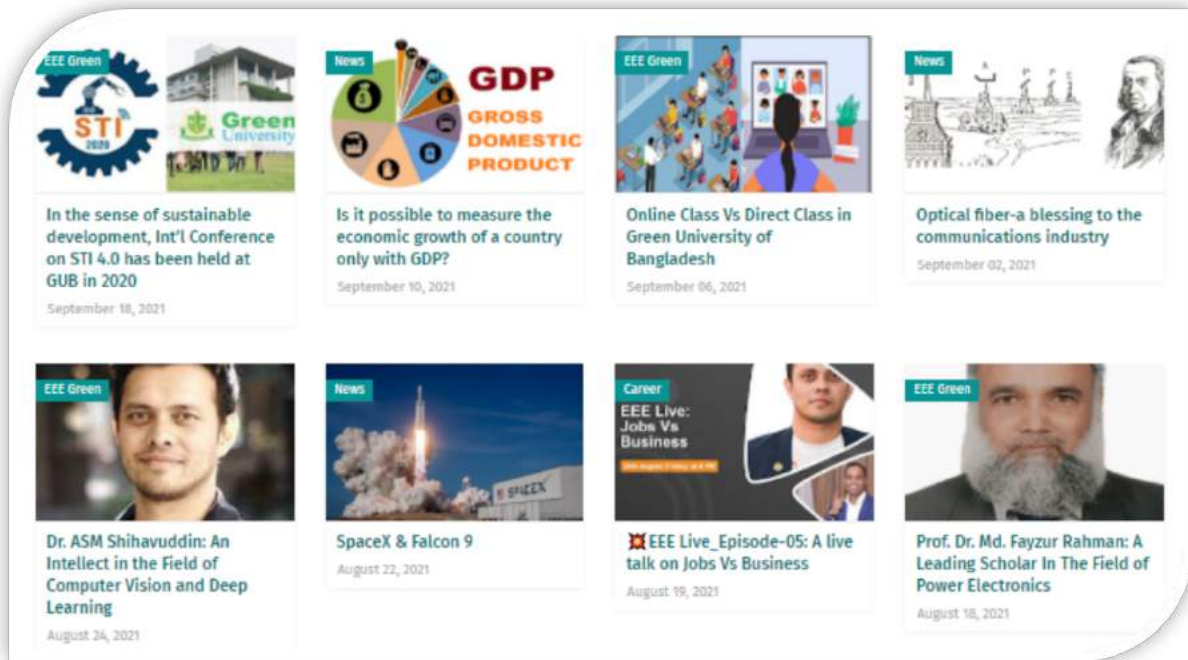 EEE Green
STI
2020
Green
University
In the sense of sustainable
development, Int'l Conference
on STI 4.0 has been held at
GUB in 2020
September 18, 2021
News
GDP
GROSS
DOMESTIC
PRODUCT
Is it possible to measure the
economic growth of a country
only with GDP?
September 10, 2021
EEE Green
Online Class Vs Direct Class in
Green University of
Bangladesh
September 06, 2021
News
Optical fiber-a blessing to the
communications industry
September 02, 2021
EEE Green
Dr. ASM Shihavuddin: An
Intellect in the Field of
Computer Vision and Deep
Learning
August 24, 2021
News
SPACEX
SpaceX & Falcon 9
August 22, 2021
Career
EEE Live:
Jobs Vs
Business
💥EEE Live_Episode-05: A live
talk on Jobs Vs Business
August 19, 2021
EEE Green
Prof. Dr. Md. Fayzur Rahman: A
Leading Scholar In The Field of
Power Electronics
August 18, 2021